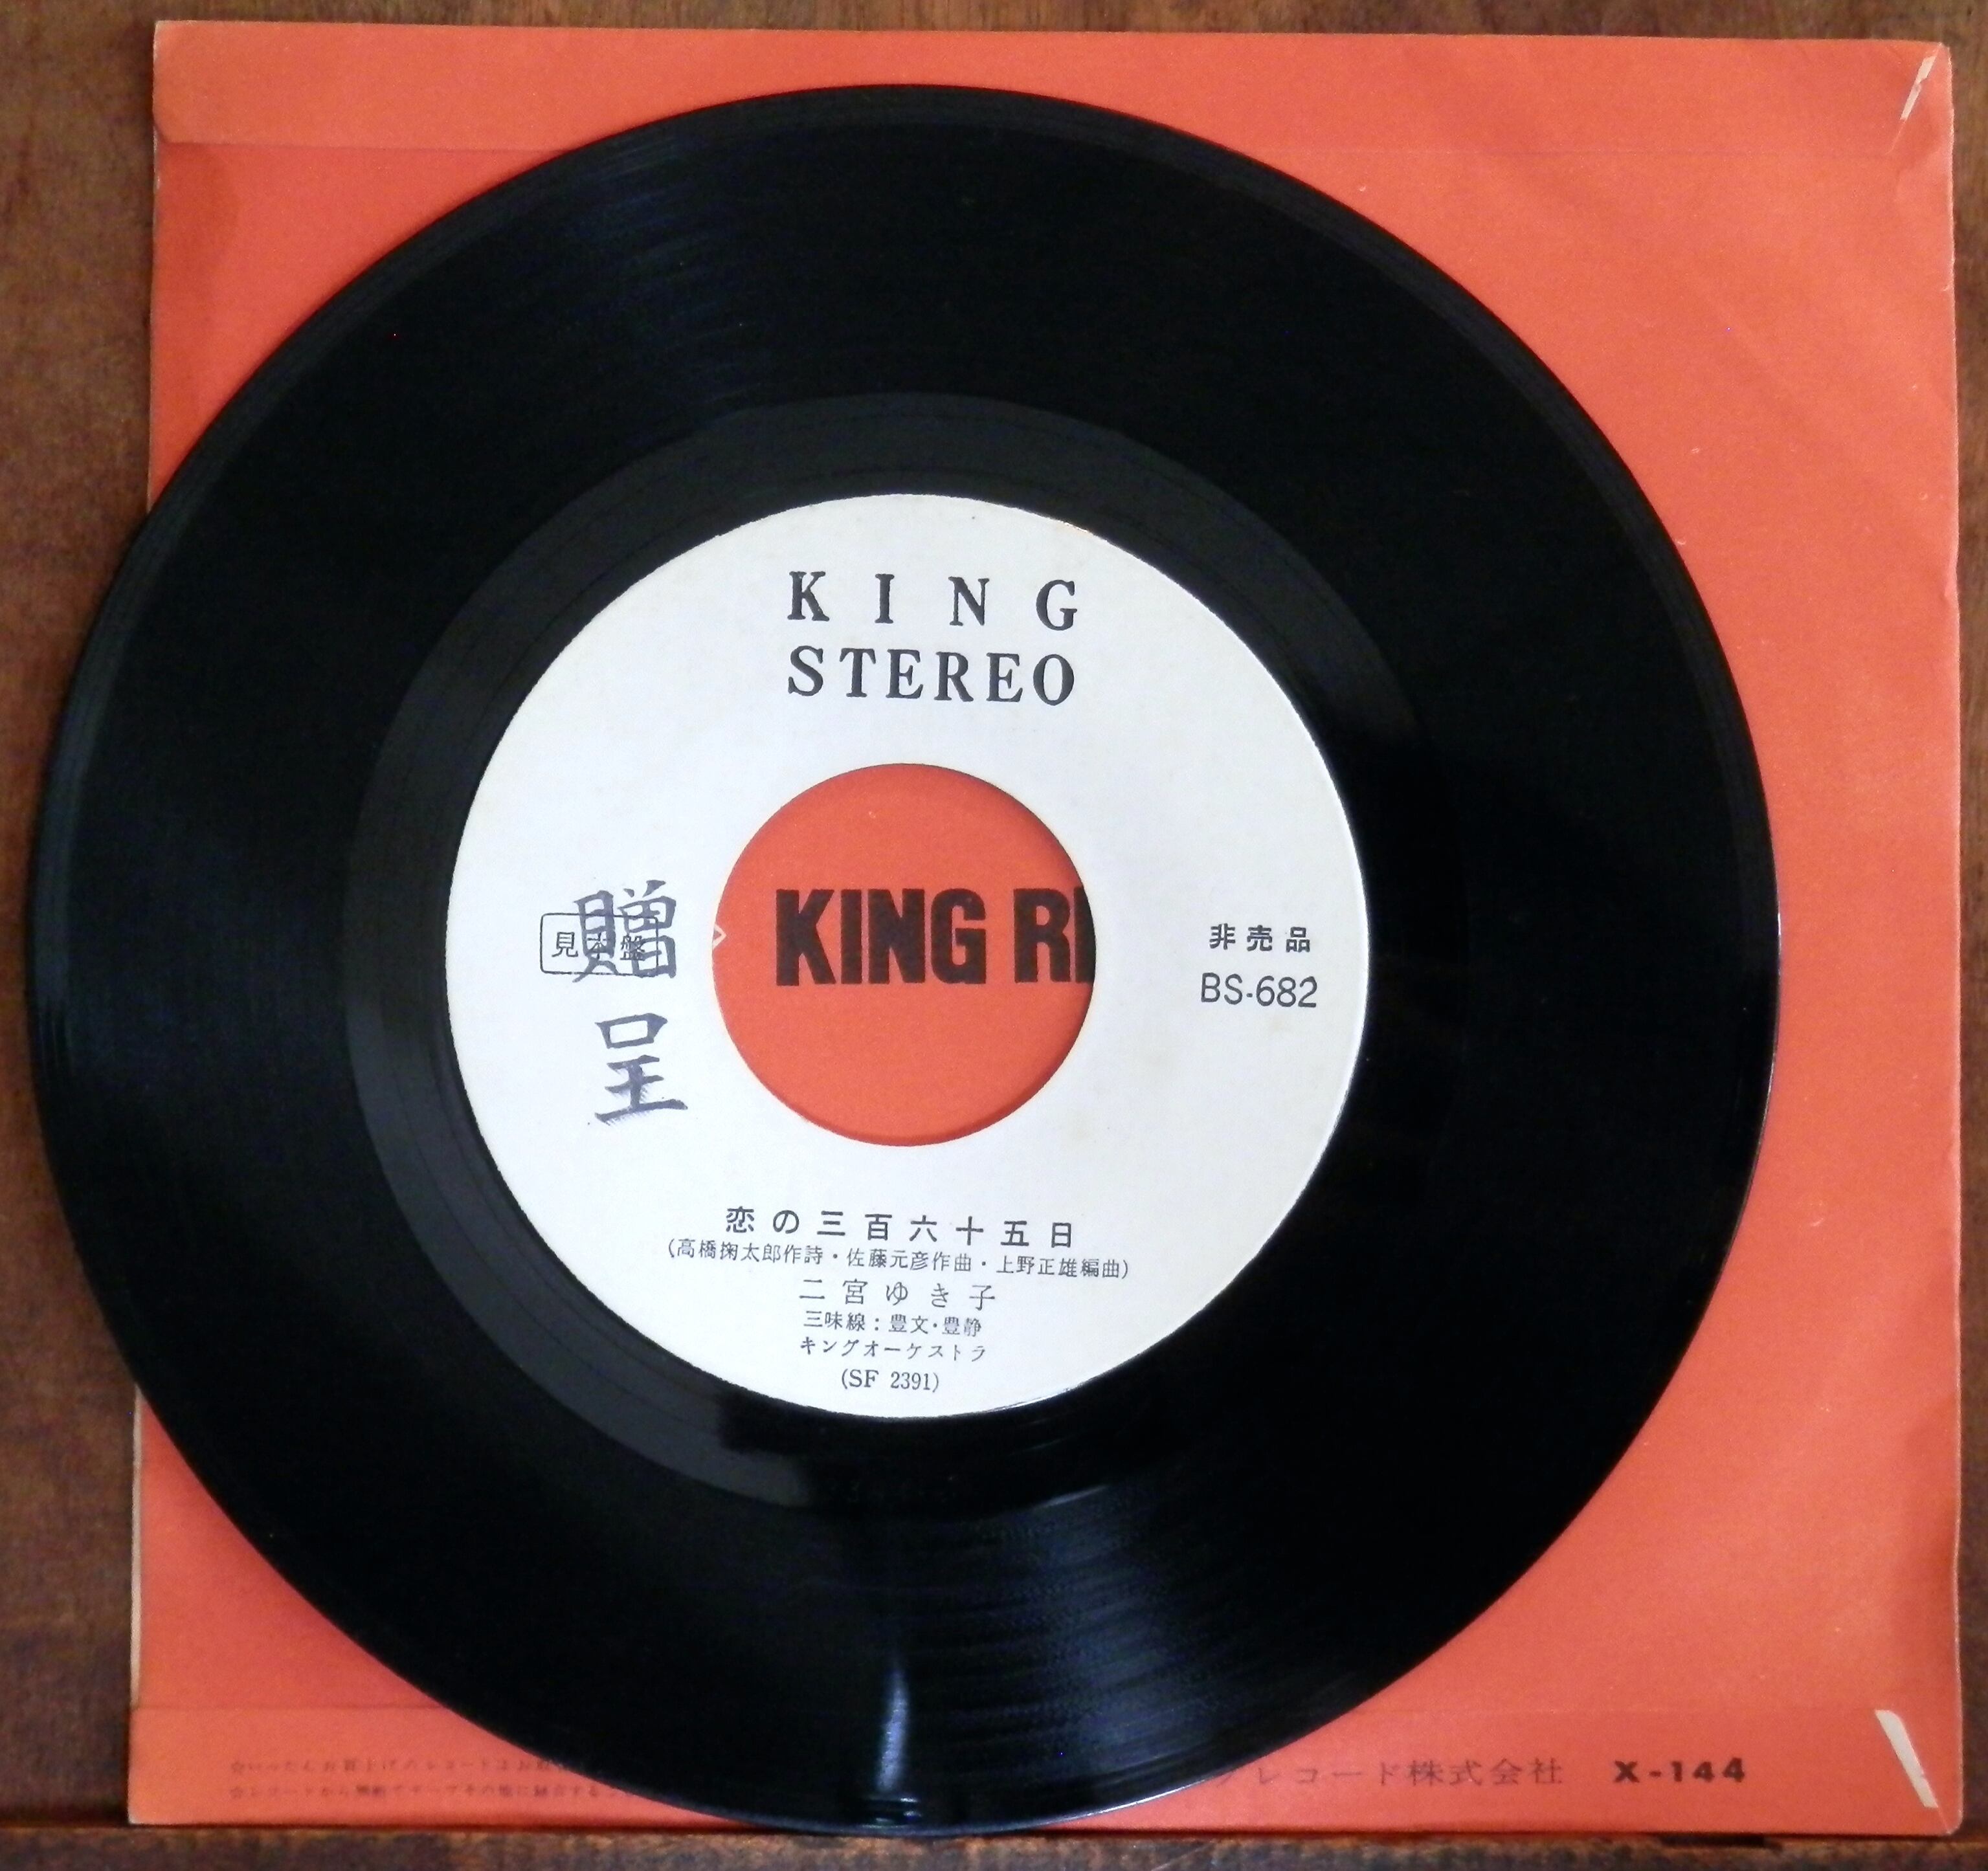 KING
STEREO
贈呈
見本盤
KING R
非売品
BS-682
恋の三百六十五日
(高橋掬太郎作詩・佐藤元彦作曲・上野正雄編曲)
二宮ゆき子
三味線:豊文・豊静
キングオーケストラ
(SF 2391)
レコード株式会社 X-144